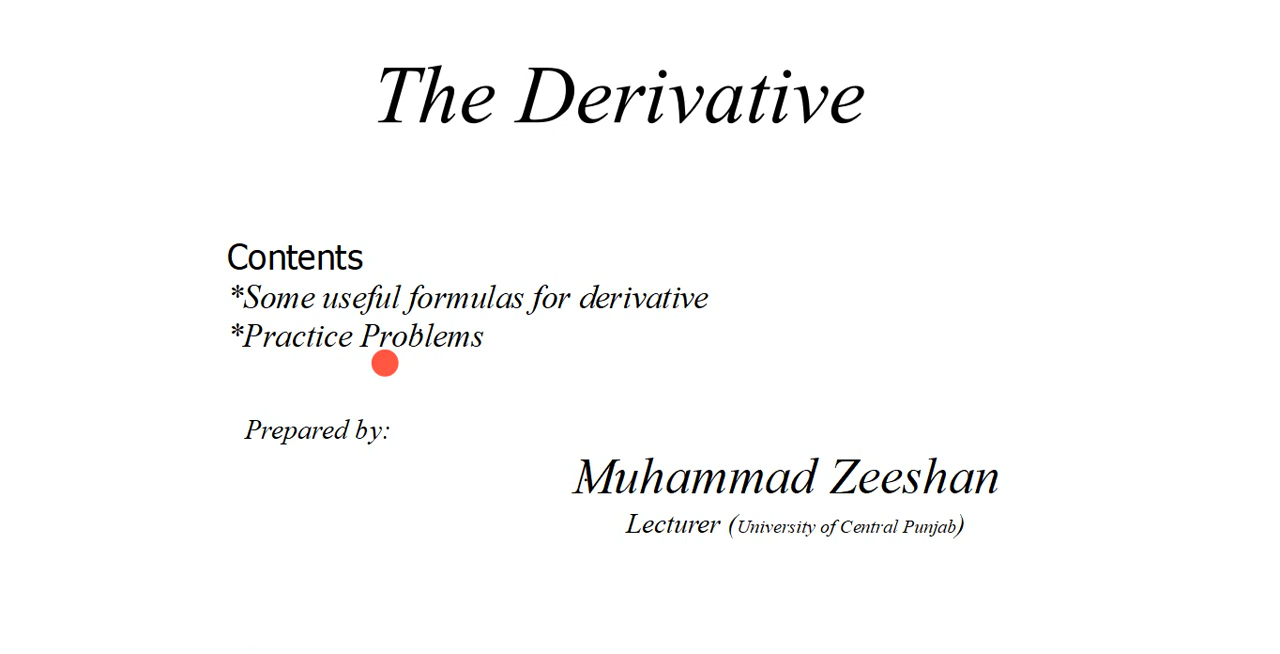 The Derivative
Contents
*Some useful formulas for derivative
*Practice Problems
Prepared by:
Muhammad Zeeshan
Lecturer (University of Central Punjab)